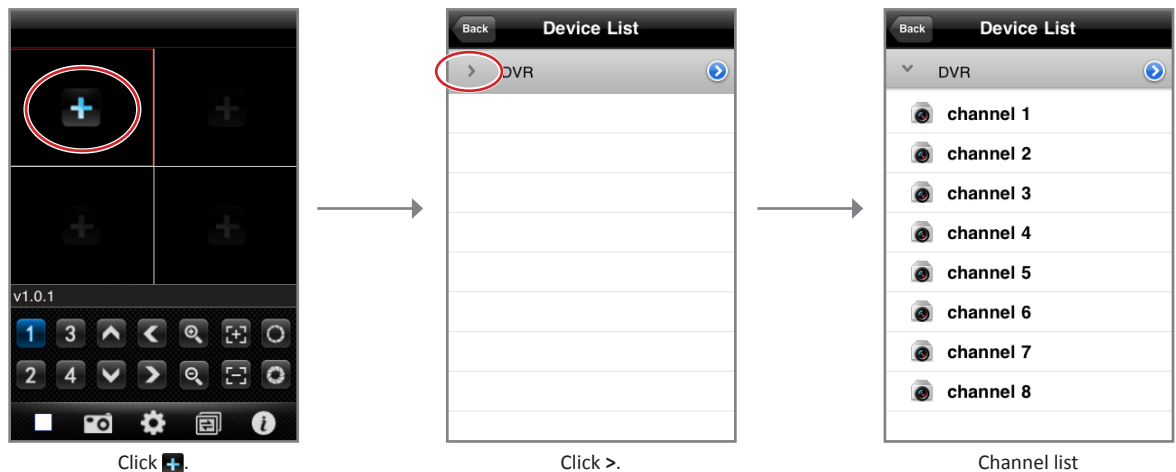 v1.0.1
1 3
2 4
Click +.
Back Device List
> DVR
Click >.
Back Device List
DVR
channel 1
channel 2
channel 3
channel 4
channel 5
channel 6
channel 7
channel 8
Channel list